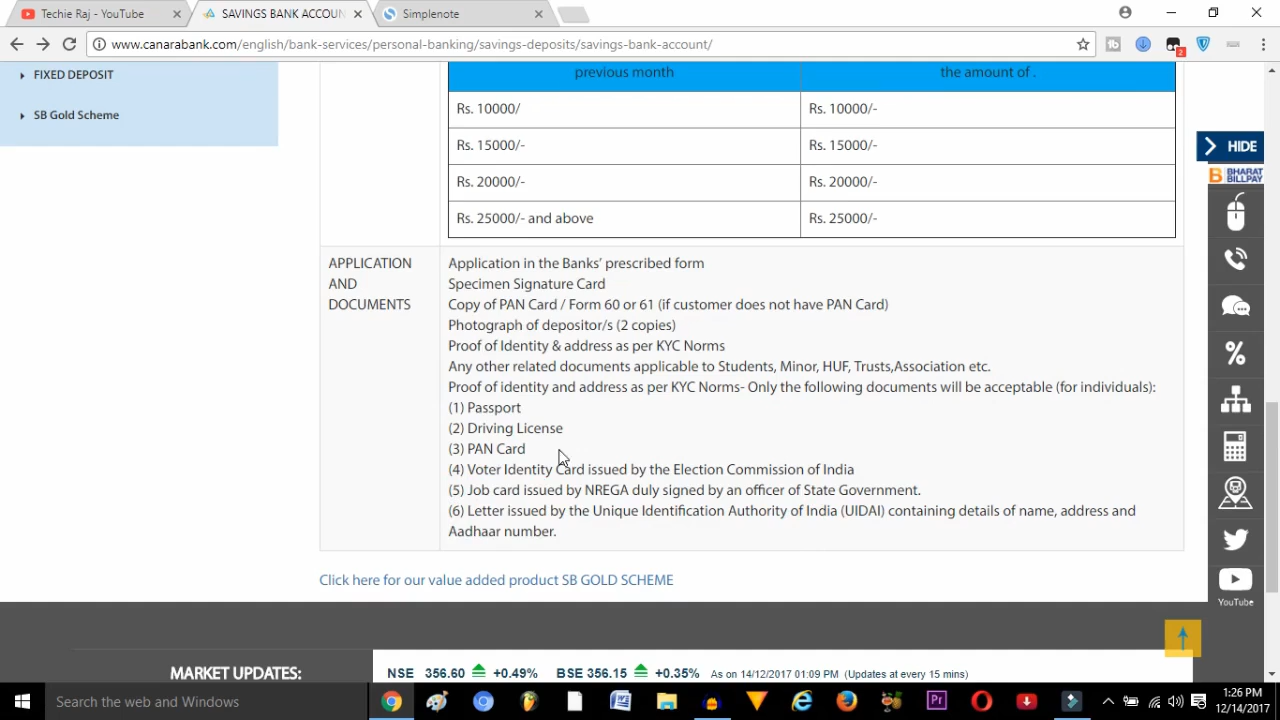 Techie Raj - YouTube
SAVINGS BANK ACCOUN
Simplenote
www.canarabank.com/english/bank-services/personal-banking/savings-deposits/savings-bank-account/
2
FIXED DEPOSIT
SB Gold Scheme
previous month
the amount of .
Rs. 10000/
Rs. 10000/-
Rs. 15000/-
Rs. 15000/-
Rs. 20000/-
Rs. 20000/-
Rs. 25000/- and above
Rs. 25000/-
HIDE
BHARAT
BILLPAY
APPLICATION
AND
DOCUMENTS
Application in the Banks' prescribed form
Specimen Signature Card
Copy of PAN Card / Form 60 or 61 (if customer does not have PAN Card)
Photograph of depositor/s (2 copies)
Proof of Identity & address as per KYC Norms
Any other related documents applicable to Students, Minor, HUF, Trusts,Association etc.
Proof of identity and address as per KYC Norms- Only the following documents will be acceptable (for individuals):
(1) Passport
(2) Driving License
(3) PAN Card
(4) Voter Identity Card issued by the Election Commission of India
(5) Job card issued by NREGA duly signed by an officer of State Government.
(6) Letter issued by the Unique Identification Authority of India (UIDAI) containing details of name, address and
Aadhaar number.
YouTube
Click here for our value added product SB GOLD SCHEME
MARKET UPDATES:
NSE 356.60 +0.49% BSE 356.15 +0.35% As on 14/12/2017 01:09 PM (Updates at every 15 mins)
Search the web and Windows
1:26 PM
12/14/2017